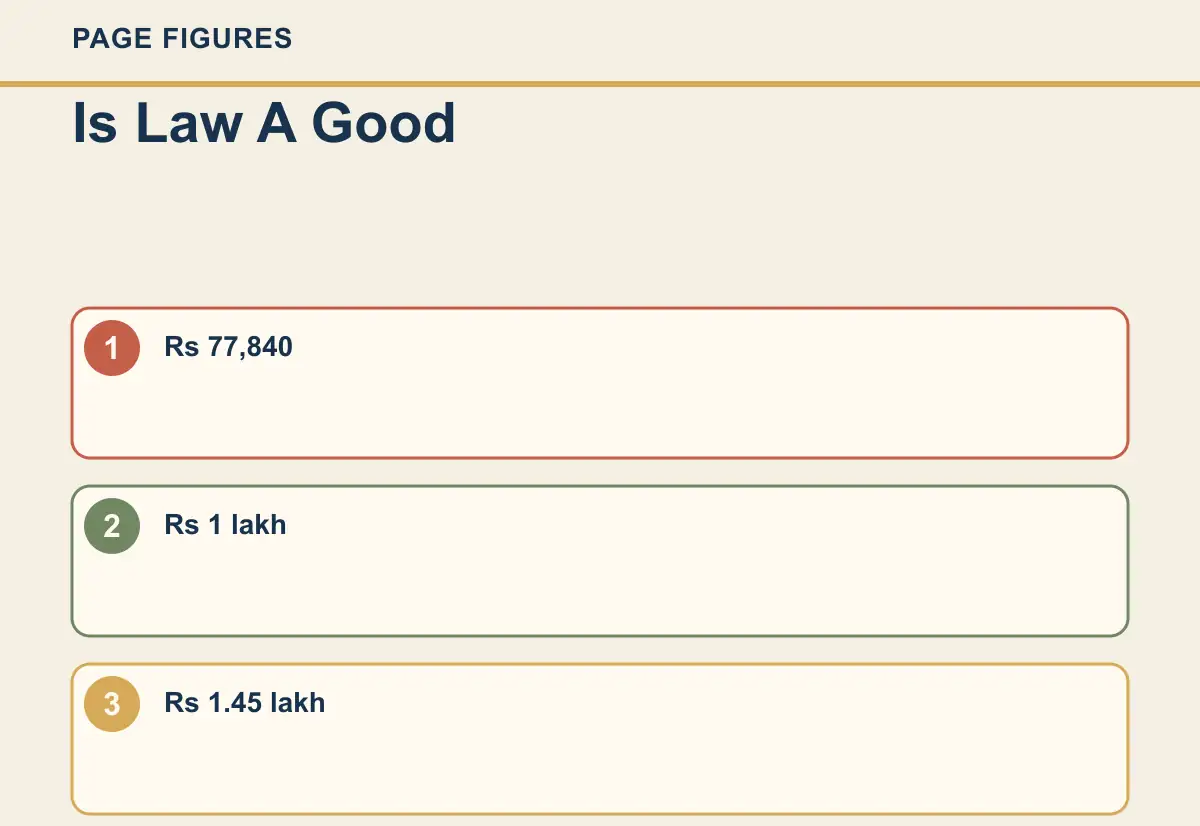 PAGE FIGURES
Is Law A Good
1
Rs 77,840
2
Rs 1 lakh
3
Rs 1.45 lakh